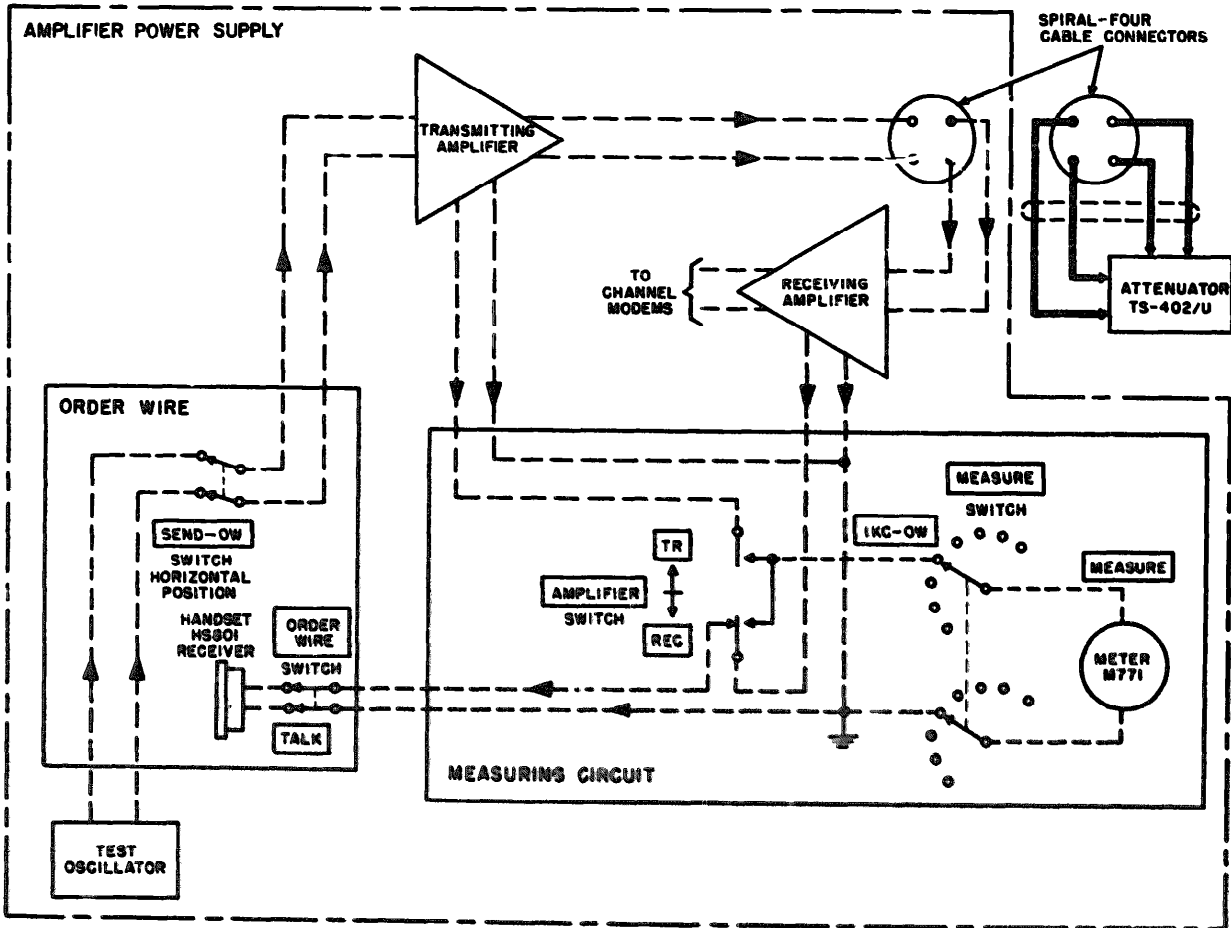 AMPLIFIER POWER SUPPLY
SPIRAL-FOUR
CABLE CONNECTORS
TRANSMITTING
AMPLIFIER
TO
CHANNEL
MODEMS
RECEIVING
AMPLIFIER
ATTENUATOR
TS-402/U
ORDER WIRE
SEND-OW
SWITCH
HORIZONTAL
POSITION
HANDSET
HS801
RECEIVER
ORDER
WIRE
SWITCH
TALK
TEST
OSCILLATOR
MEASURE
SWITCH
1KC-OW
TR
AMPLIFIER
SWITCH
REC
MEASURE
METER
M771
MEASURING CIRCUIT